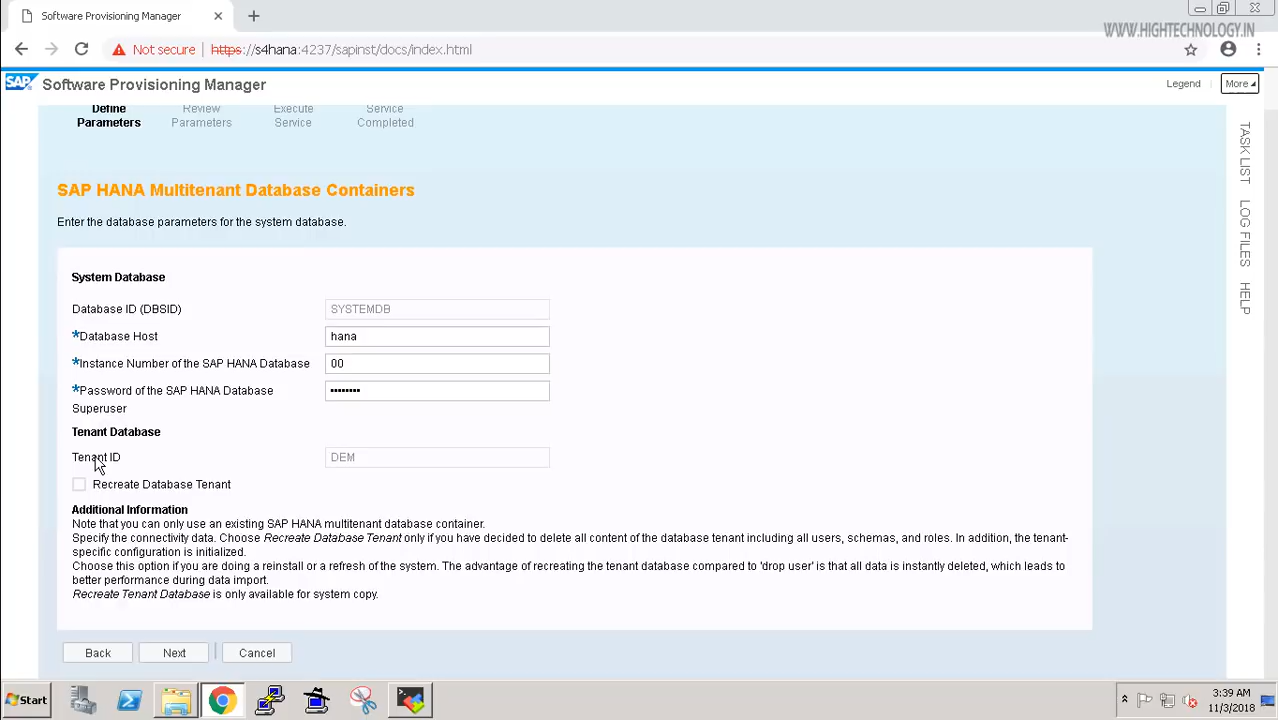 Software Provisioning Manager
WWW.HIGHTECHNOLOGY.IN
Not secure
https://s4hana:4237/sapinst/docs/index.html
SAP
Software Provisioning Manager
Legend
More
Define
Parameters
Review
Parameters
Execute
Service
Service
Completed
TASK LIST
LOG FILES
HELP
SAP HANA Multitenant Database Containers
Enter the database parameters for the system database.
System Database
Database ID (DBSID)
SYSTEMDB
*Database Host
hana
*Instance Number of the SAP HANA Database
00
*Password of the SAP HANA Database
Superuser
••••••••
Tenant Database
Tenant ID
DEM
Recreate Database Tenant
Additional Information
Note that you can only use an existing SAP HANA multitenant database container.
Specify the connectivity data. Choose Recreate Database Tenant only if you have decided to delete all content of the database tenant including all users, schemas, and roles. In addition, the tenant-
specific configuration is initialized.
Choose this option if you are doing a reinstall or a refresh of the system. The advantage of recreating the tenant database compared to 'drop user' is that all data is instantly deleted, which leads to
better performance during data import.
Recreate Tenant Database is only available for system copy.
Back
Next
Cancel
Start
3:39 AM
11/3/2018